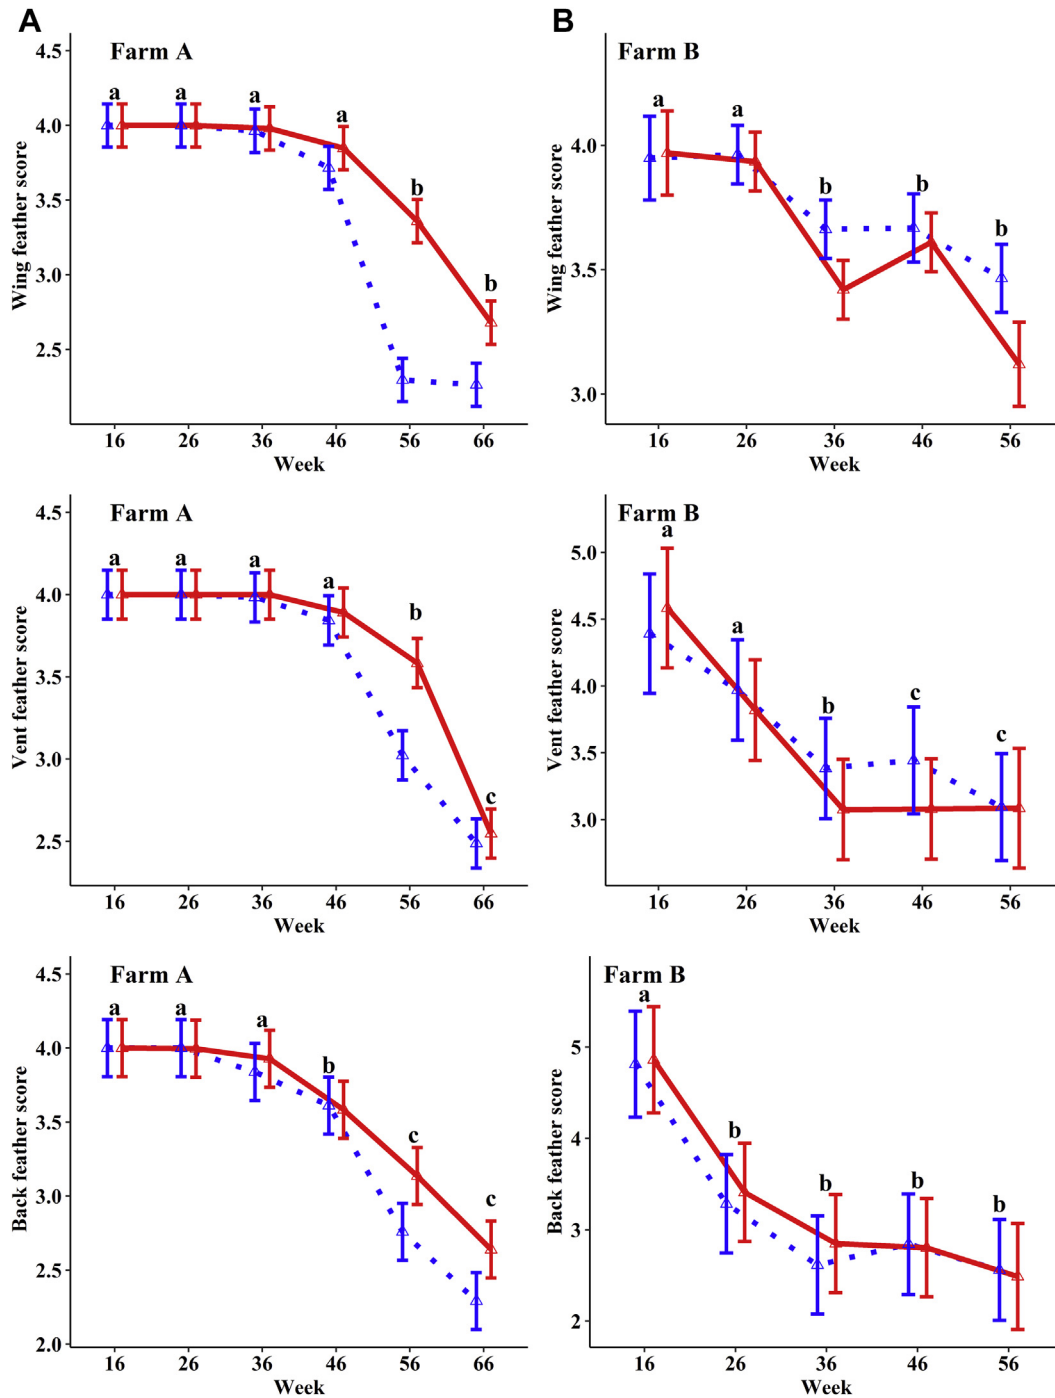 A
B
Farm A
Farm B
Wing feather score
4.5
4.0
3.5
3.0
2.5
a a a a b b
16 26 36 46 56 66
Week
Wing feather score
4.0
3.5
3.0
a a b b b
16 26 36 46 56
Week
Farm A
Vent feather score
4.5
4.0
3.5
3.0
2.5
a a a a b c
16 26 36 46 56 66
Week
Farm B
Vent feather score
5.0
4.5
4.0
3.5
3.0
a a b c c
16 26 36 46 56
Week
Farm A
Back feather score
4.5
4.0
3.5
3.0
2.5
2.0
a a a b c c
16 26 36 46 56 66
Week
Farm B
Back feather score
5
4
3
2
a b b b b
16 26 36 46 56
Week